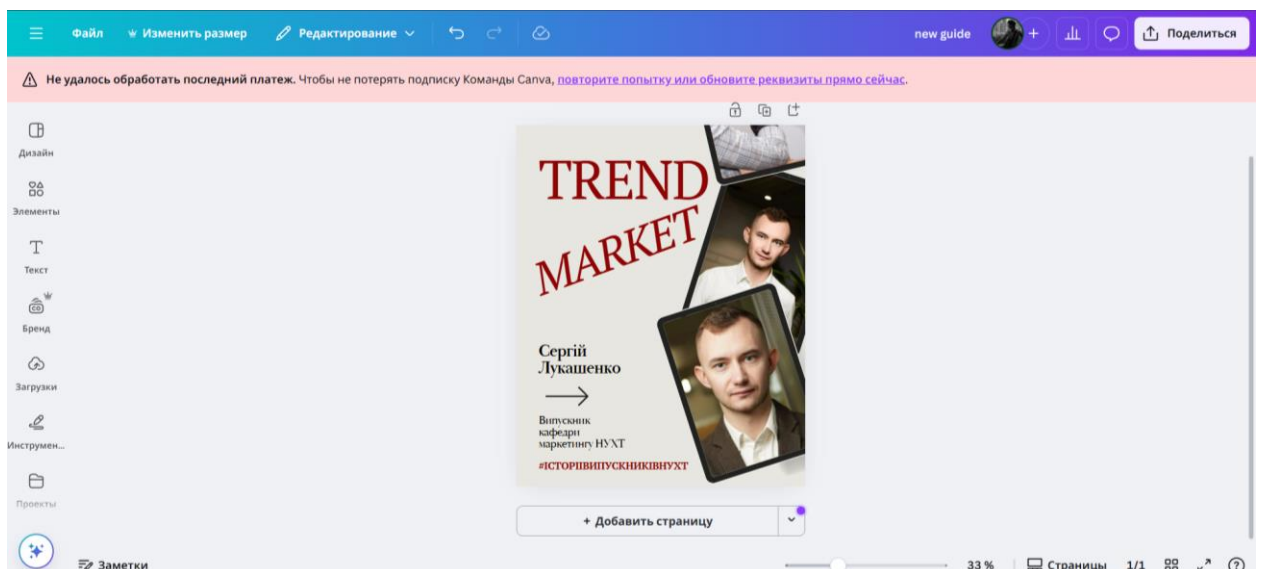 Файл
Изменить размер
Редактирование
new guide
Поделиться
Не удалось обработать последний платеж. Чтобы не потерять подписку Команды Canva, повторите попытку или обновите реквизиты прямо сейчас.
Дизайн
Элементы
Текст
Бренд
Загрузки
Инструмен...
Проекты
TREND
MARKET
Сергій
Лукашенко
Випускник
кафедри
маркетингу НУХТ
#ІСТОРІЇВИПУСКНИКІВНУХТ
+ Добавить страницу
Заметки
33 %
Страницы 1/1